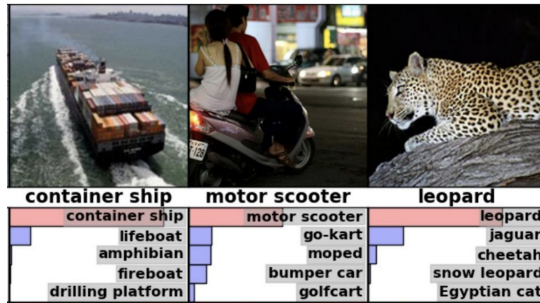 container ship
motor scooter
leopard
container ship
lifeboat
amphibian
fireboat
drilling platform
motor scooter
go-kart
moped
bumper car
golfcart
leopard
jaguar
cheetah
snow leopard
Egyptian cat